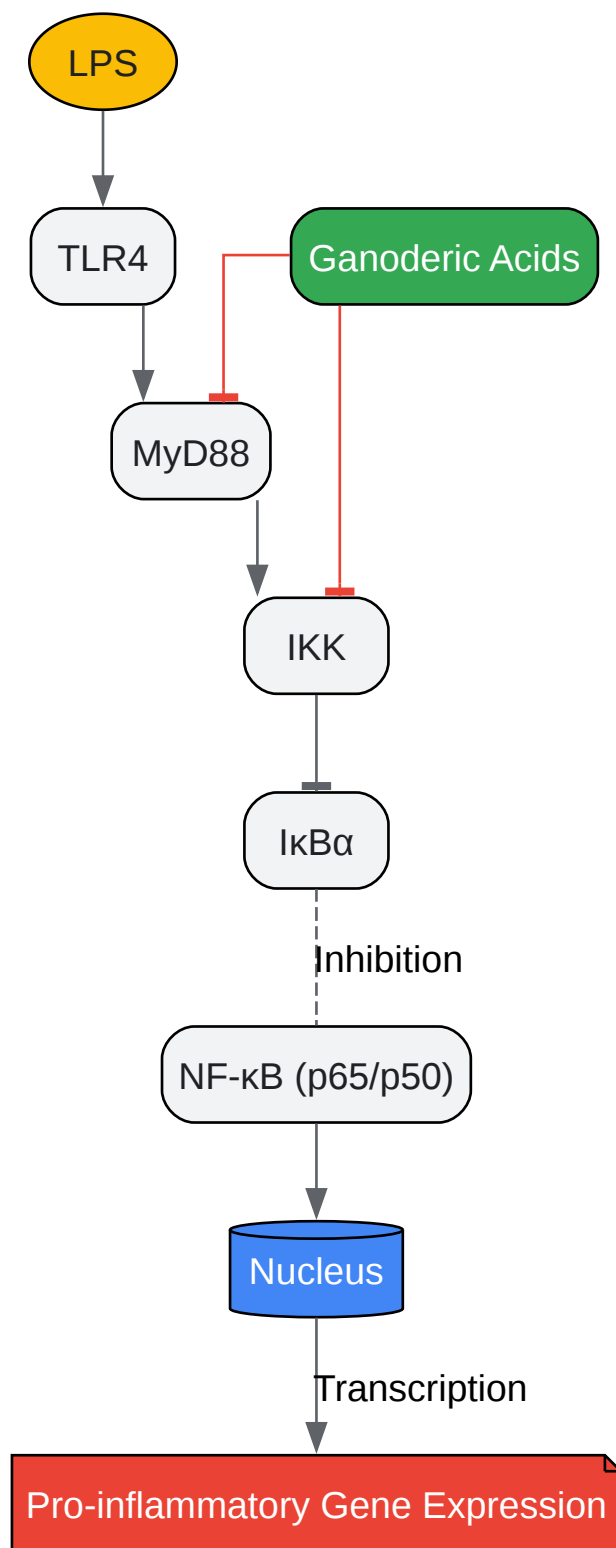 LPS
TLR4
Ganoderic Acids
MyD88
IKK
IκBα
Inhibition
NF-κB (p65/p50)
Nucleus
Transcription
Pro-inflammatory Gene Expression